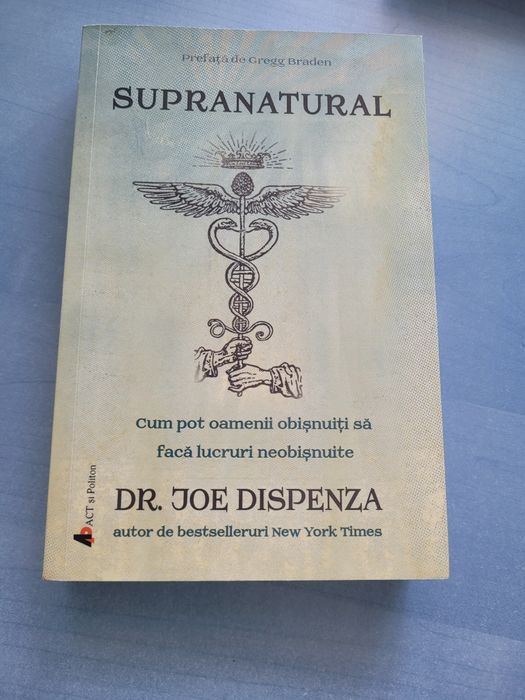 Prefață de Gregg Braden
SUPRANATURAL
Cum pot oamenii obișnuiți să
facă lucruri neobișnuite
DR. JOE DISPENZA
autor de bestselleruri New York Times
ACT și Politon